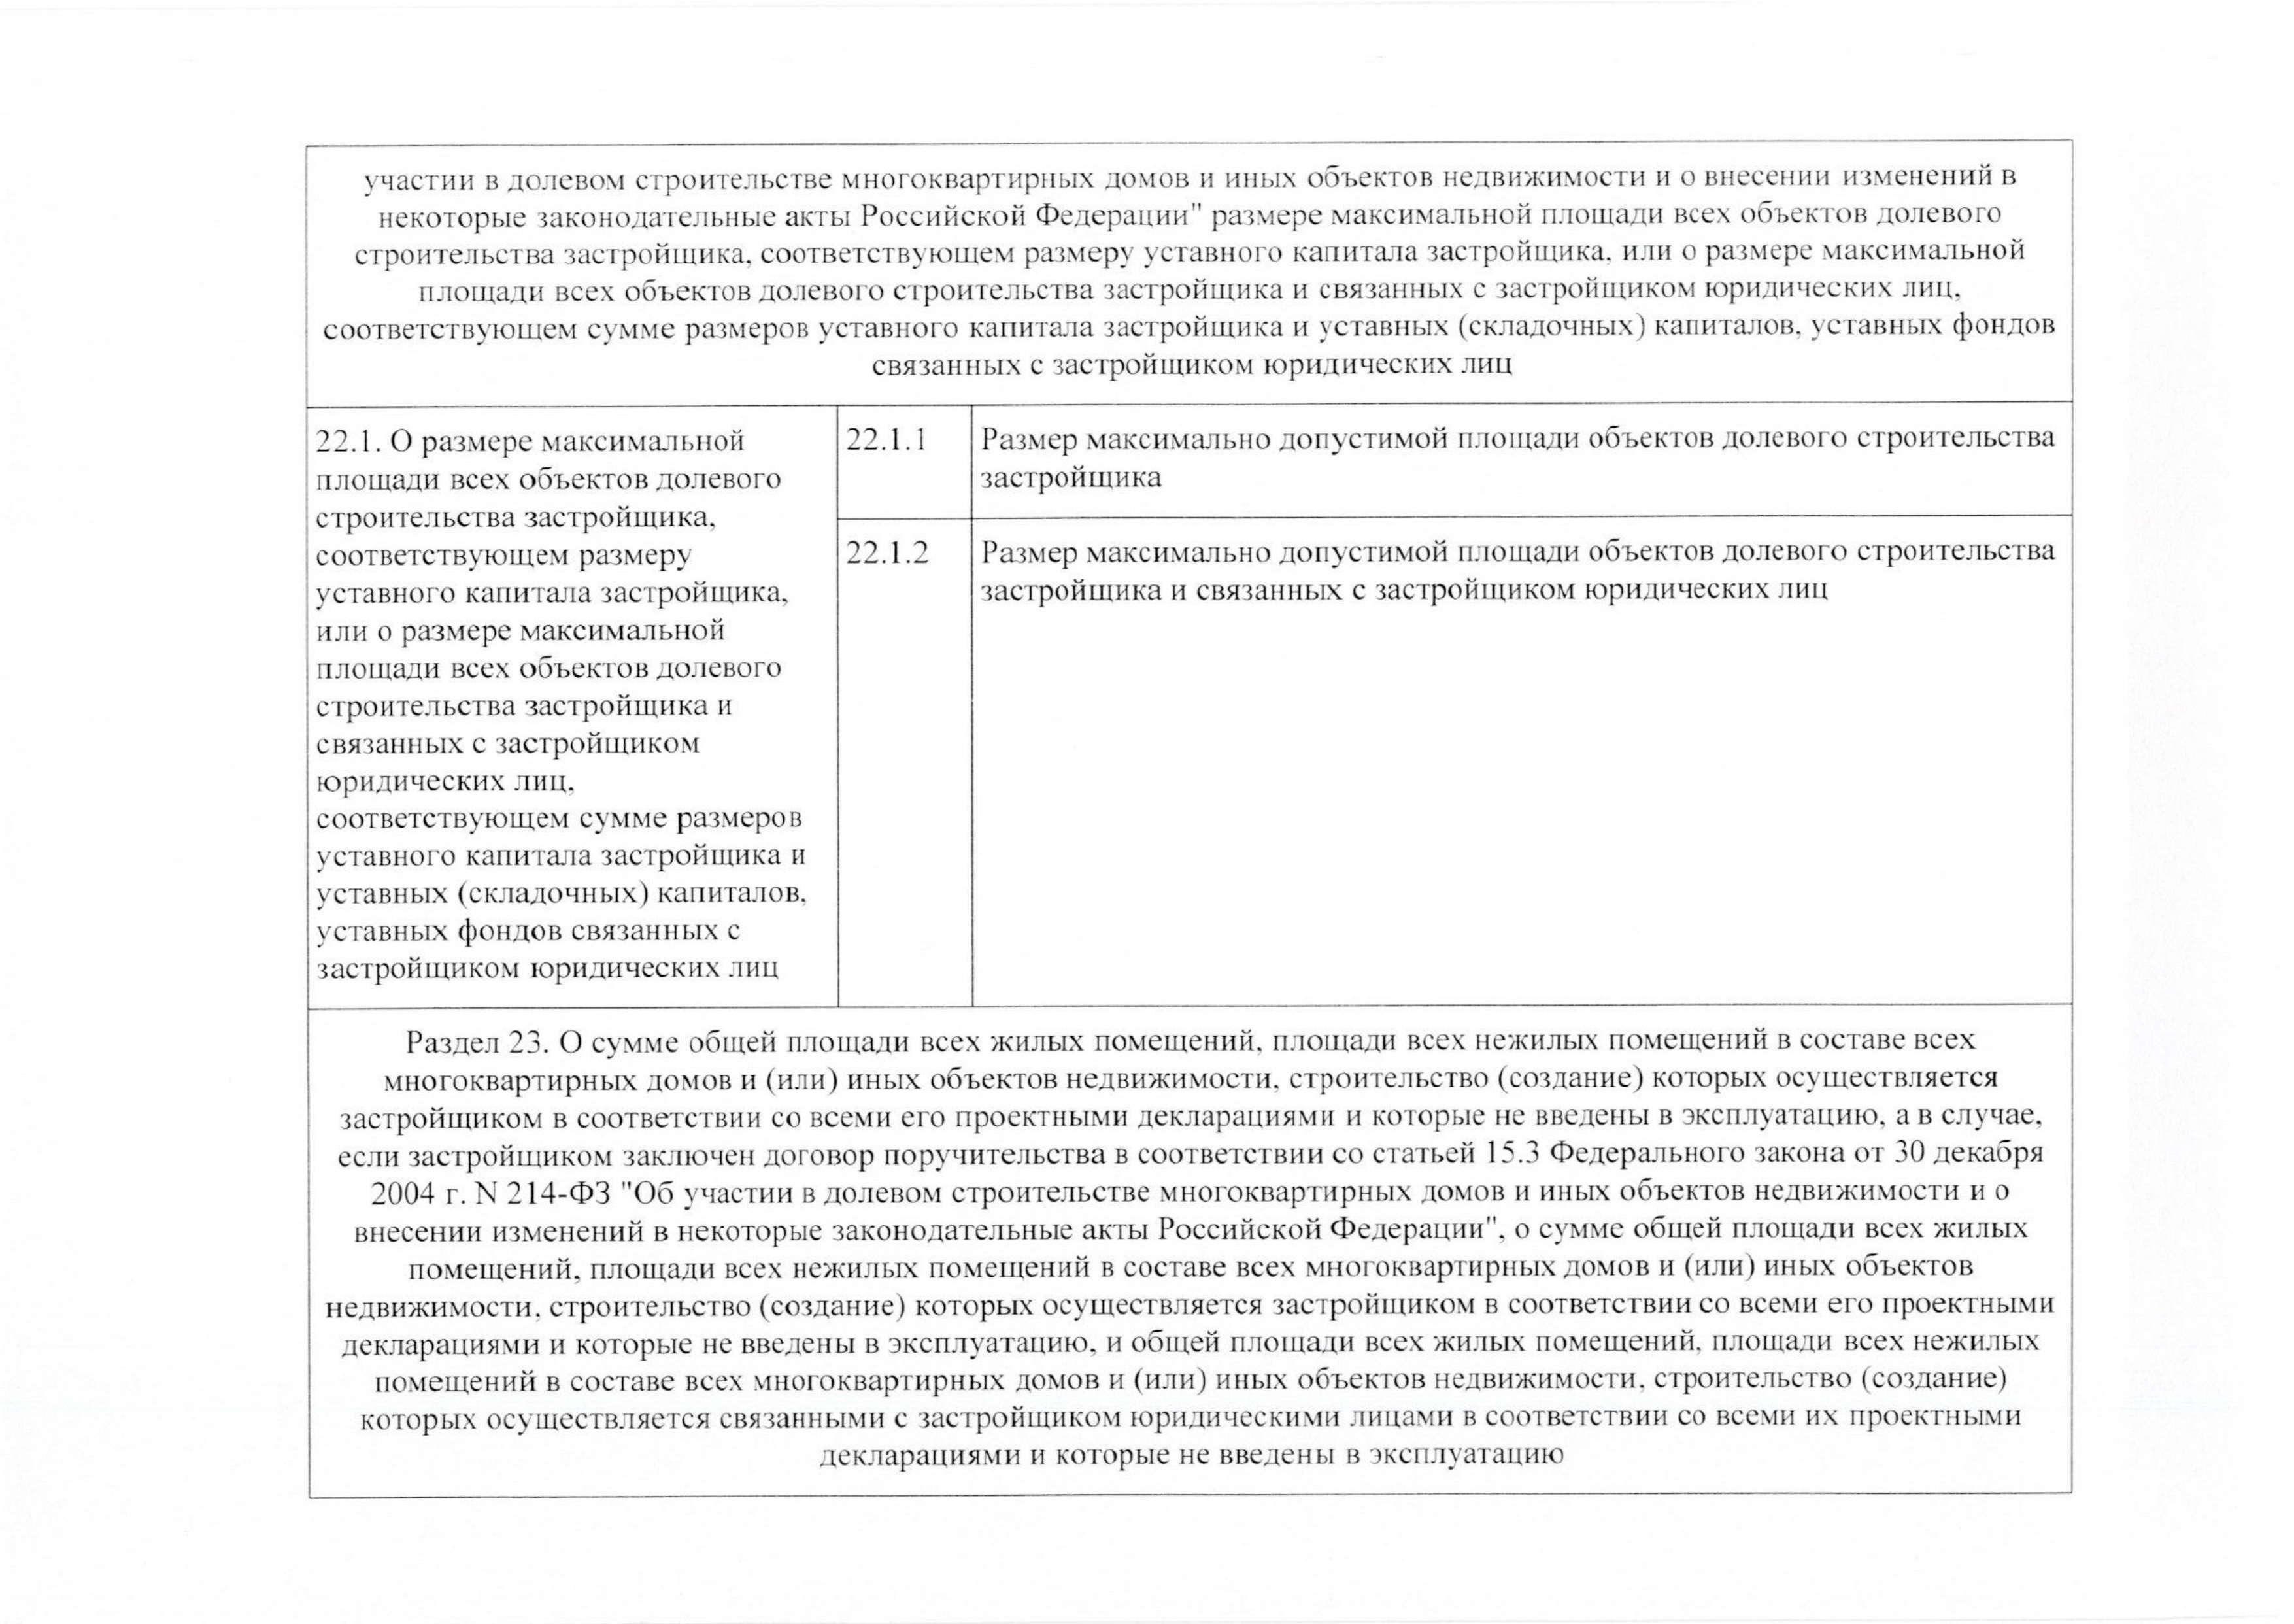 участии в долевом строительстве многоквартирных домов и иных объектов недвижимости и о внесении изменений в
некоторые законодательные акты Российской Федерации" размере максимальной площади всех объектов долевого
строительства застройщика, соответствующем размеру уставного капитала застройщика, или о размере максимальной
площади всех объектов долевого строительства застройщика и связанных с застройщиком юридических лиц,
соответствующем сумме размеров уставного капитала застройщика и уставных (складочных) капиталов, уставных фондов
связанных с застройщиком юридических лиц
22.1. О размере максимальной
площади всех объектов долевого
строительства застройщика,
соответствующем размеру
уставного капитала застройщика,
или о размере максимальной
площади всех объектов долевого
строительства застройщика и
связанных с застройщиком
юридических лиц,
соответствующем сумме размеров
уставного капитала застройщика и
уставных (складочных) капиталов,
уставных фондов связанных с
застройщиком юридических лиц
22.1.1
Размер максимально допустимой площади объектов долевого строительства
застройщика
22.1.2
Размер максимально допустимой площади объектов долевого строительства
застройщика и связанных с застройщиком юридических лиц
Раздел 23. О сумме общей площади всех жилых помещений, площади всех нежилых помещений в составе всех
многоквартирных домов и (или) иных объектов недвижимости, строительство (создание) которых осуществляется
застройщиком в соответствии со всеми его проектными декларациями и которые не введены в эксплуатацию, а в случае,
если застройщиком заключен договор поручительства в соответствии со статьей 15.3 Федерального закона от 30 декабря
2004 г. N 214-ФЗ "Об участии в долевом строительстве многоквартирных домов и иных объектов недвижимости и о
внесении изменений в некоторые законодательные акты Российской Федерации", о сумме общей площади всех жилых
помещений, площади всех нежилых помещений в составе всех многоквартирных домов и (или) иных объектов
недвижимости, строительство (создание) которых осуществляется застройщиком в соответствии со всеми его проектными
декларациями и которые не введены в эксплуатацию, и общей площади всех жилых помещений, площади всех нежилых
помещений в составе всех многоквартирных домов и (или) иных объектов недвижимости, строительство (создание)
которых осуществляется связанными с застройщиком юридическими лицами в соответствии со всеми их проектными
декларациями и которые не введены в эксплуатацию